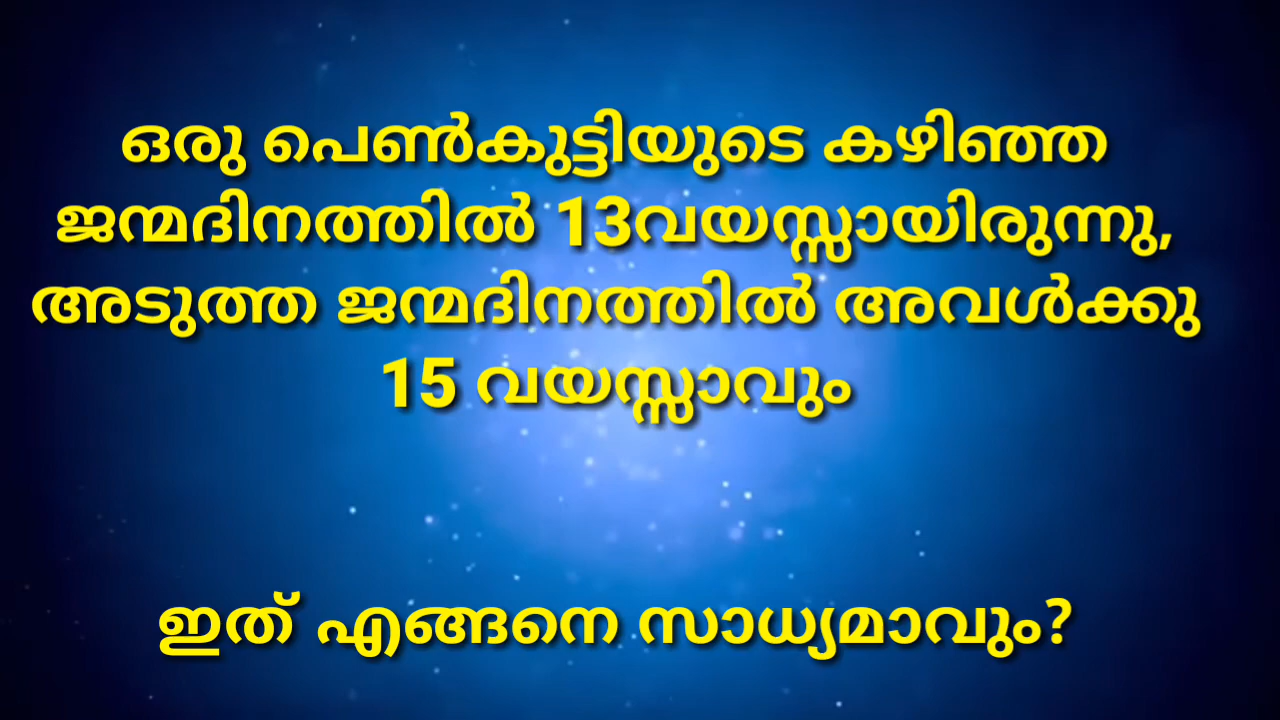 ഒരു പെൺകുട്ടിയുടെ കഴിഞ്ഞ
ജന്മദിനത്തിൽ 13വയസ്സായിരുന്നു,
അടുത്ത ജന്മദിനത്തിൽ അവൾക്കു
15 വയസ്സാവും
ഇത് എങ്ങനെ സാധ്യമാവും?